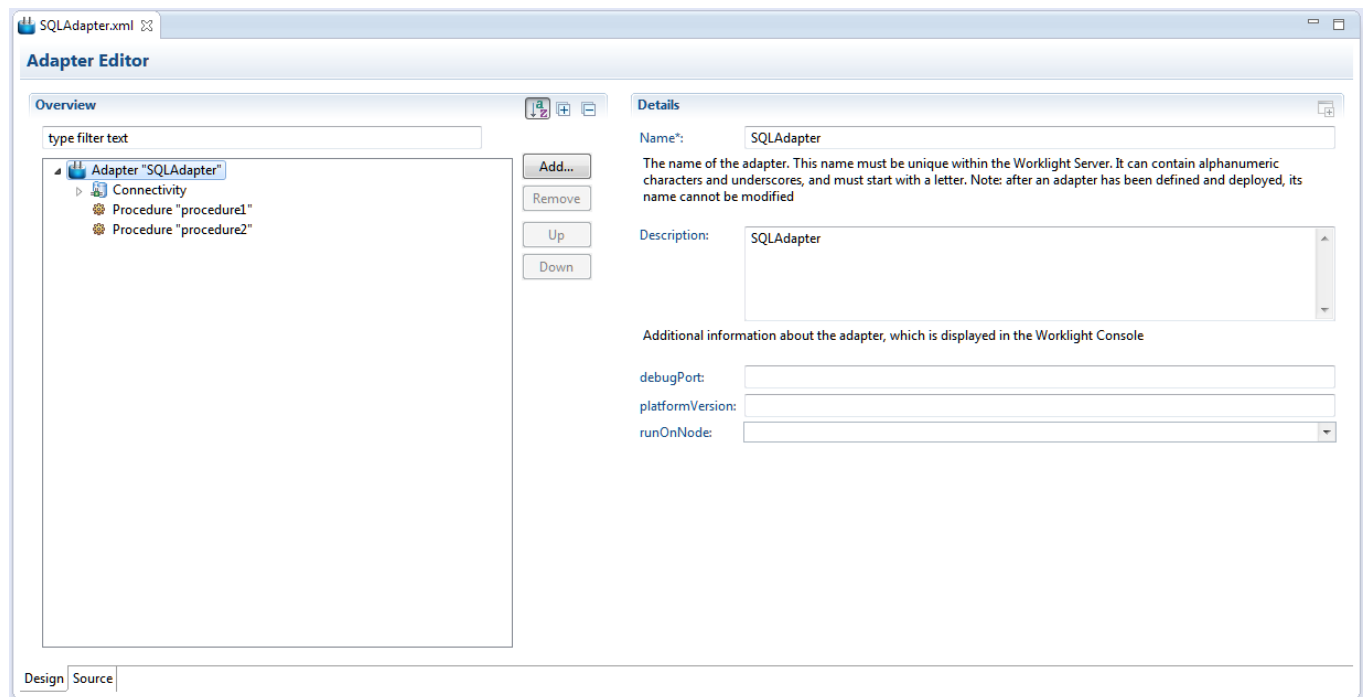 SQLAdapter.xml
Adapter Editor
Overview
type filter text
Adapter "SQLAdapter"
Connectivity
Procedure "procedure1"
Procedure "procedure2"
Add...
Remove
Up
Down
Details
Name*: SQLAdapter
The name of the adapter. This name must be unique within the Worklight Server. It can contain alphanumeric
characters and underscores, and must start with a letter. Note: after an adapter has been defined and deployed, its
name cannot be modified
Description: SQLAdapter
Additional information about the adapter, which is displayed in the Worklight Console
debugPort:
platformVersion:
runOnNode:
Design Source